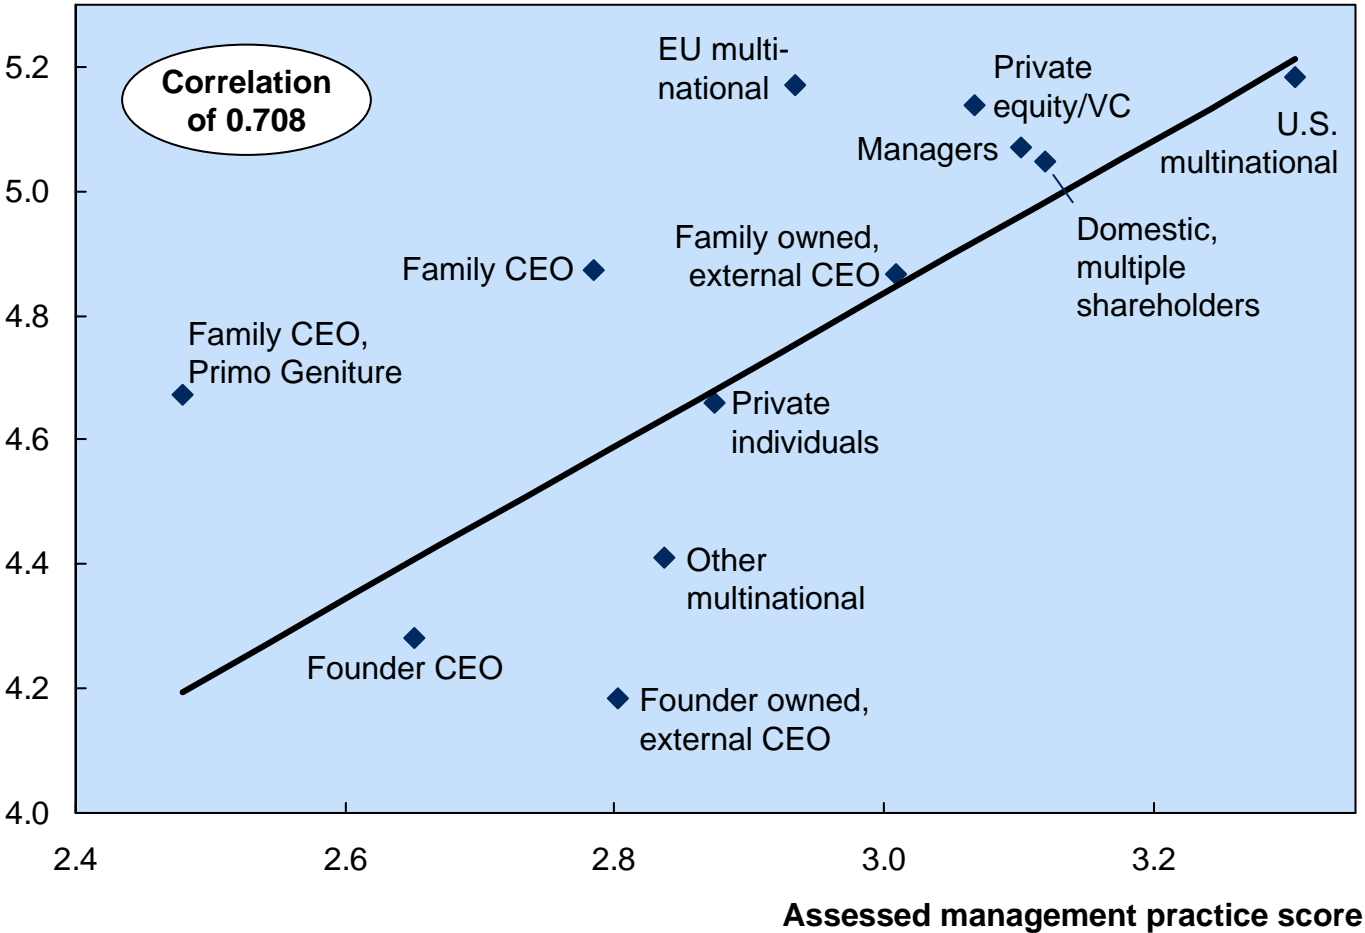 Correlation
of 0.708
5.2
5.0
4.8
4.6
4.4
4.2
4.0
EU multi-
national
Private
equity/VC
U.S.
multinational
Managers
Domestic,
multiple
shareholders
Family owned,
external CEO
Family CEO
Family CEO,
Primo Geniture
Private
individuals
Other
multinational
Founder CEO
Founder owned,
external CEO
2.4
2.6
2.8
3.0
3.2
Assessed management practice score